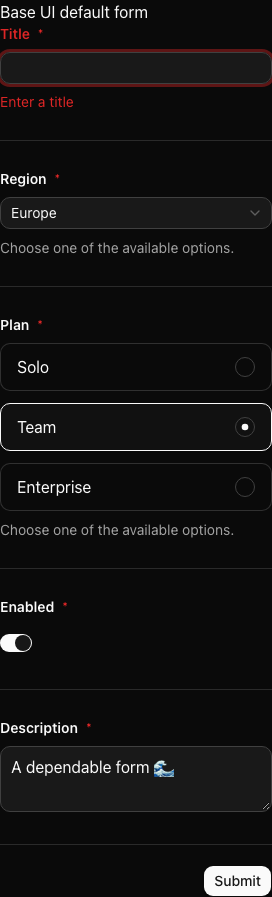 Base UI default form
Title *
Enter a title
Region *
Europe
Choose one of the available options.
Plan *
Solo
Team
Enterprise
Choose one of the available options.
Enabled *
Description *
A dependable form 🌊
Submit